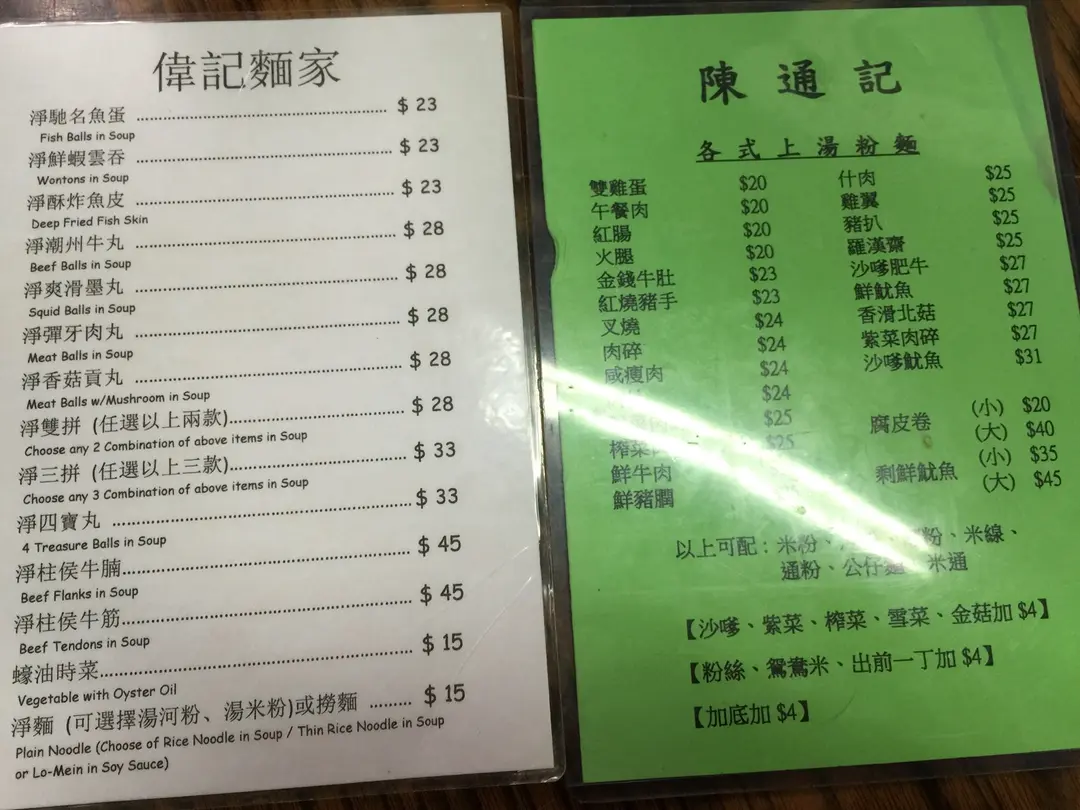 偉記麵家
淨馳名魚蛋 $ 23
Fish Balls in Soup
淨鮮蝦雲吞 $ 23
Wontons in Soup
淨酥炸魚皮 $ 23
Deep Fried Fish Skin
淨潮州牛丸 $ 28
Beef Balls in Soup
淨爽滑墨丸 $ 28
Squid Balls in Soup
淨彈牙肉丸 $ 28
Meat Balls in Soup
淨香菇貢丸 $ 28
Meat Balls w/Mushroom in Soup
淨雙拼 (任選以上兩款) $ 28
Choose any 2 Combination of above items in Soup
淨三拼 (任選以上三款) $ 33
Choose any 3 Combination of above items in Soup
淨四寶丸 $ 33
4 Treasure Balls in Soup
淨柱侯牛腩 $ 45
Beef Flanks in Soup
淨柱侯牛筋 $ 45
Beef Tendons in Soup
蠔油時菜 $ 15
Vegetable with Oyster Oil
淨麵 (可選擇湯河粉、湯米粉)或撈麵 $ 15
Plain Noodle (Choose of Rice Noodle in Soup / Thin Rice Noodle in Soup
or Lo-Mein in Soy Sauce)
陳通記
各式上湯粉麵
雙雞蛋 $20
午餐肉 $20
紅腸 $20
火腿 $20
金錢牛肚 $23
紅燒豬手 $23
叉燒 $24
肉碎 $24
咸瘦肉 $24
$24
$25
榨菜 $25
鮮牛肉
鮮豬膶
什肉 $25
雞翼 $25
豬扒 $25
羅漢齋 $25
沙嗲肥牛 $27
鮮魷魚 $27
香滑北菇 $27
紫菜肉碎 $27
沙嗲魷魚 $31
腐皮卷 (小) $20
(大) $40
剩鮮魷魚 (小) $35
(大) $45
以上可配：米粉、粉、米線、
通粉、公仔麵、米通
【沙嗲、紫菜、榨菜、雪菜、金菇加 $4】
【粉絲、鴛鴦米、出前一丁加 $4】
【加底加 $4】